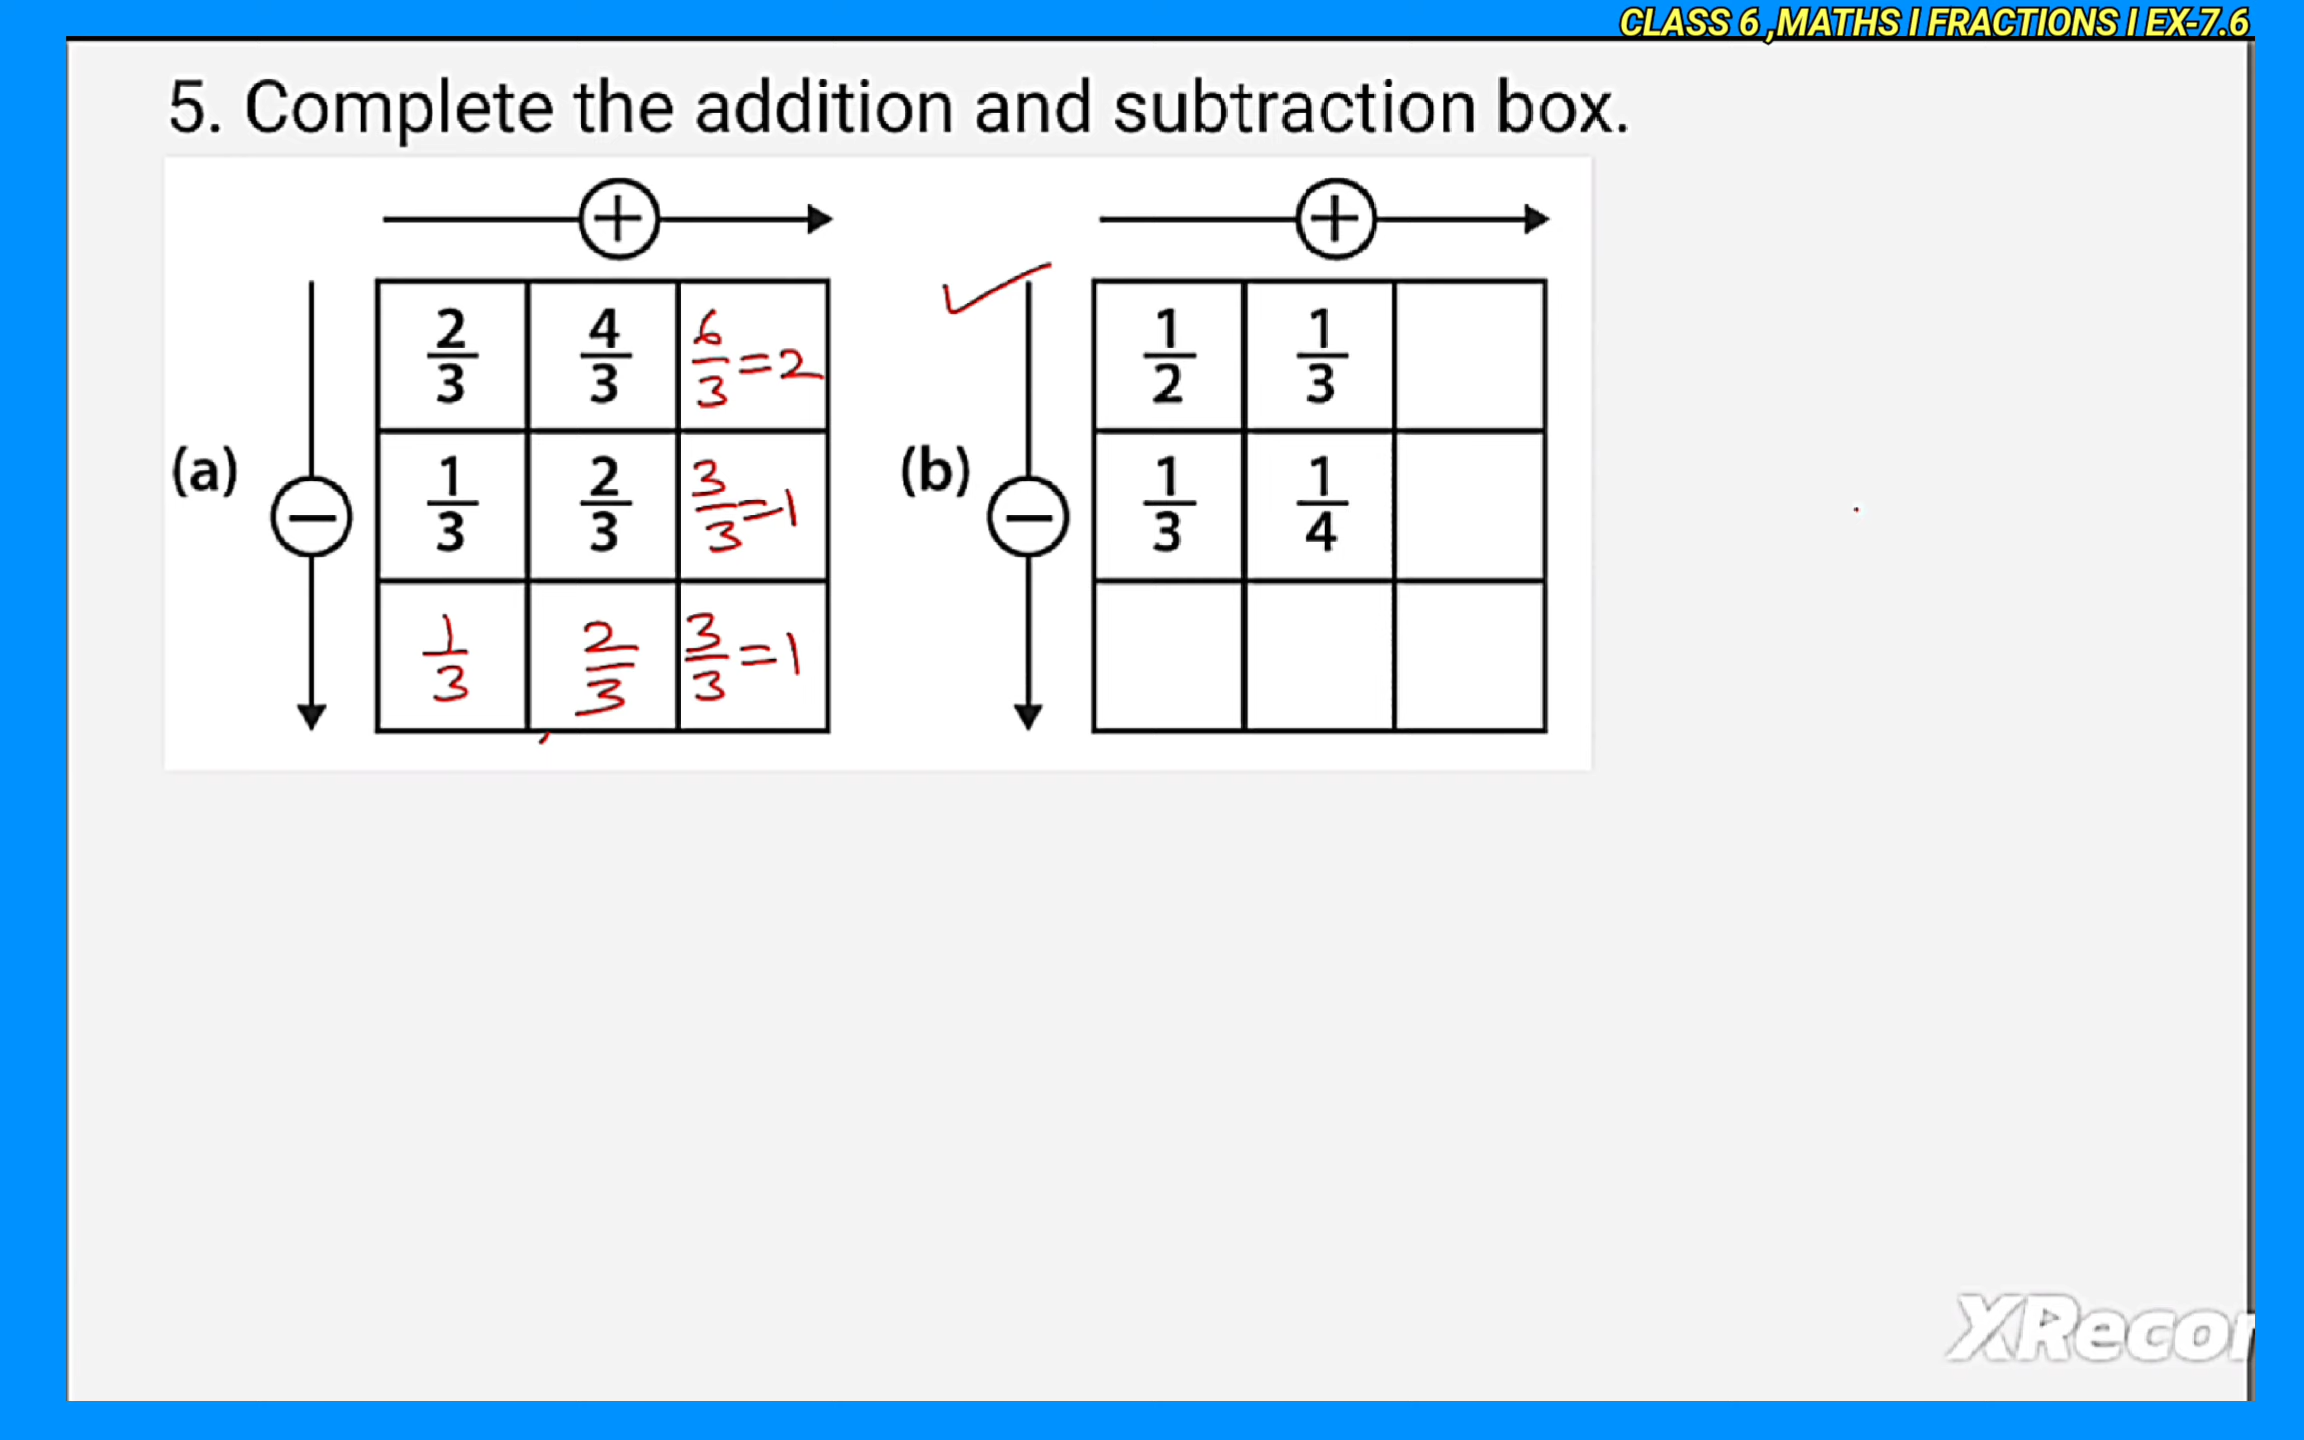 CLASS 6 ,MATHS I FRACTIONS I EX-7.6
5. Complete the addition and subtraction box.
+
(a)
−
2/3 4/3 6/3=2
1/3 2/3 3/3=1
1/3 2/3 3/3=1
+
(b)
−
1/2 1/3
1/3 1/4
XRecor